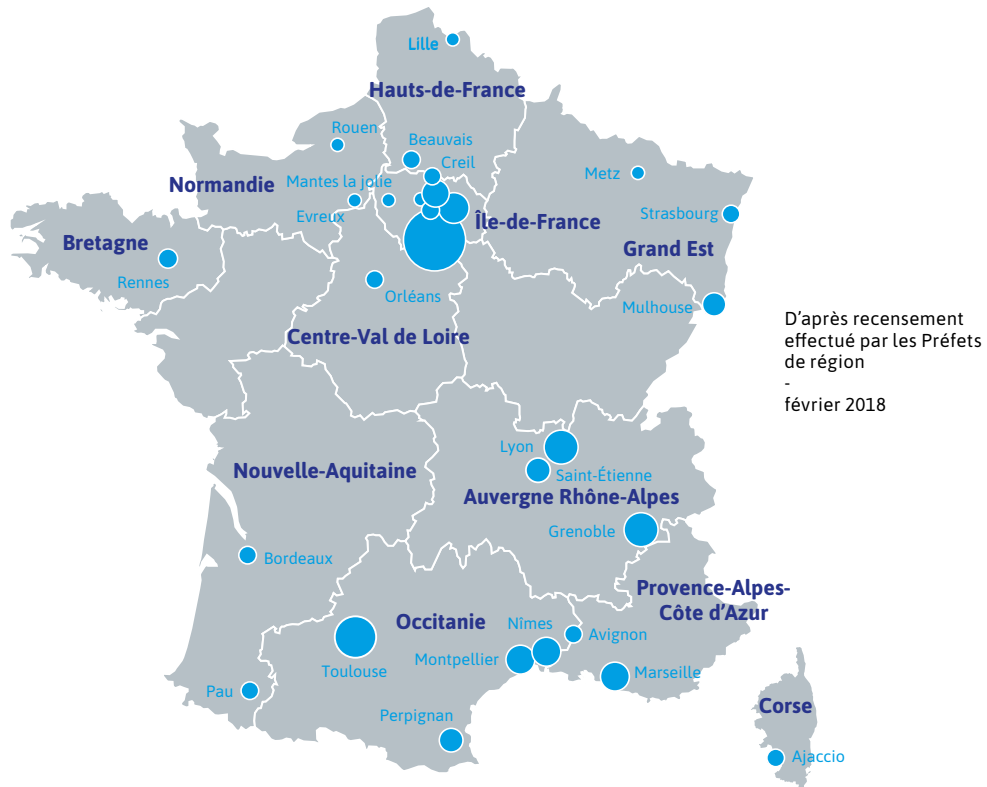 Lille
Hauts-de-France
Rouen
Beauvais
Creil
Metz
Normandie
Mantes la jolie
Evreux
Strasbourg
Île-de-France
Bretagne
Grand Est
Rennes
Orléans
Mulhouse
Centre-Val de Loire
D'après recensement
effectué par les Préfets
de région
-
février 2018
Lyon
Nouvelle-Aquitaine
Saint-Étienne
Auvergne Rhône-Alpes
Grenoble
Bordeaux
Provence-Alpes-
Côte d'Azur
Occitanie
Nîmes
Avignon
Montpellier
Toulouse
Marseille
Pau
Perpignan
Corse
Ajaccio